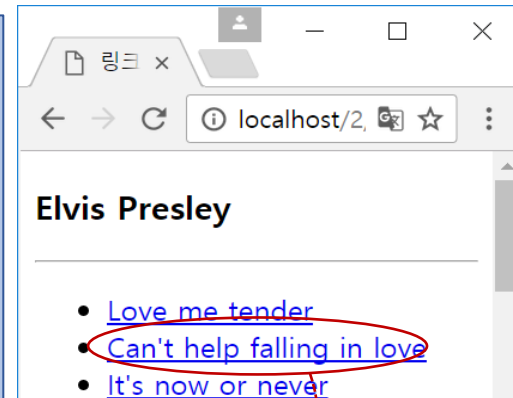 링크
localhost/2,
Elvis Presley
Love me tender
Can't help falling in love
It's now or never